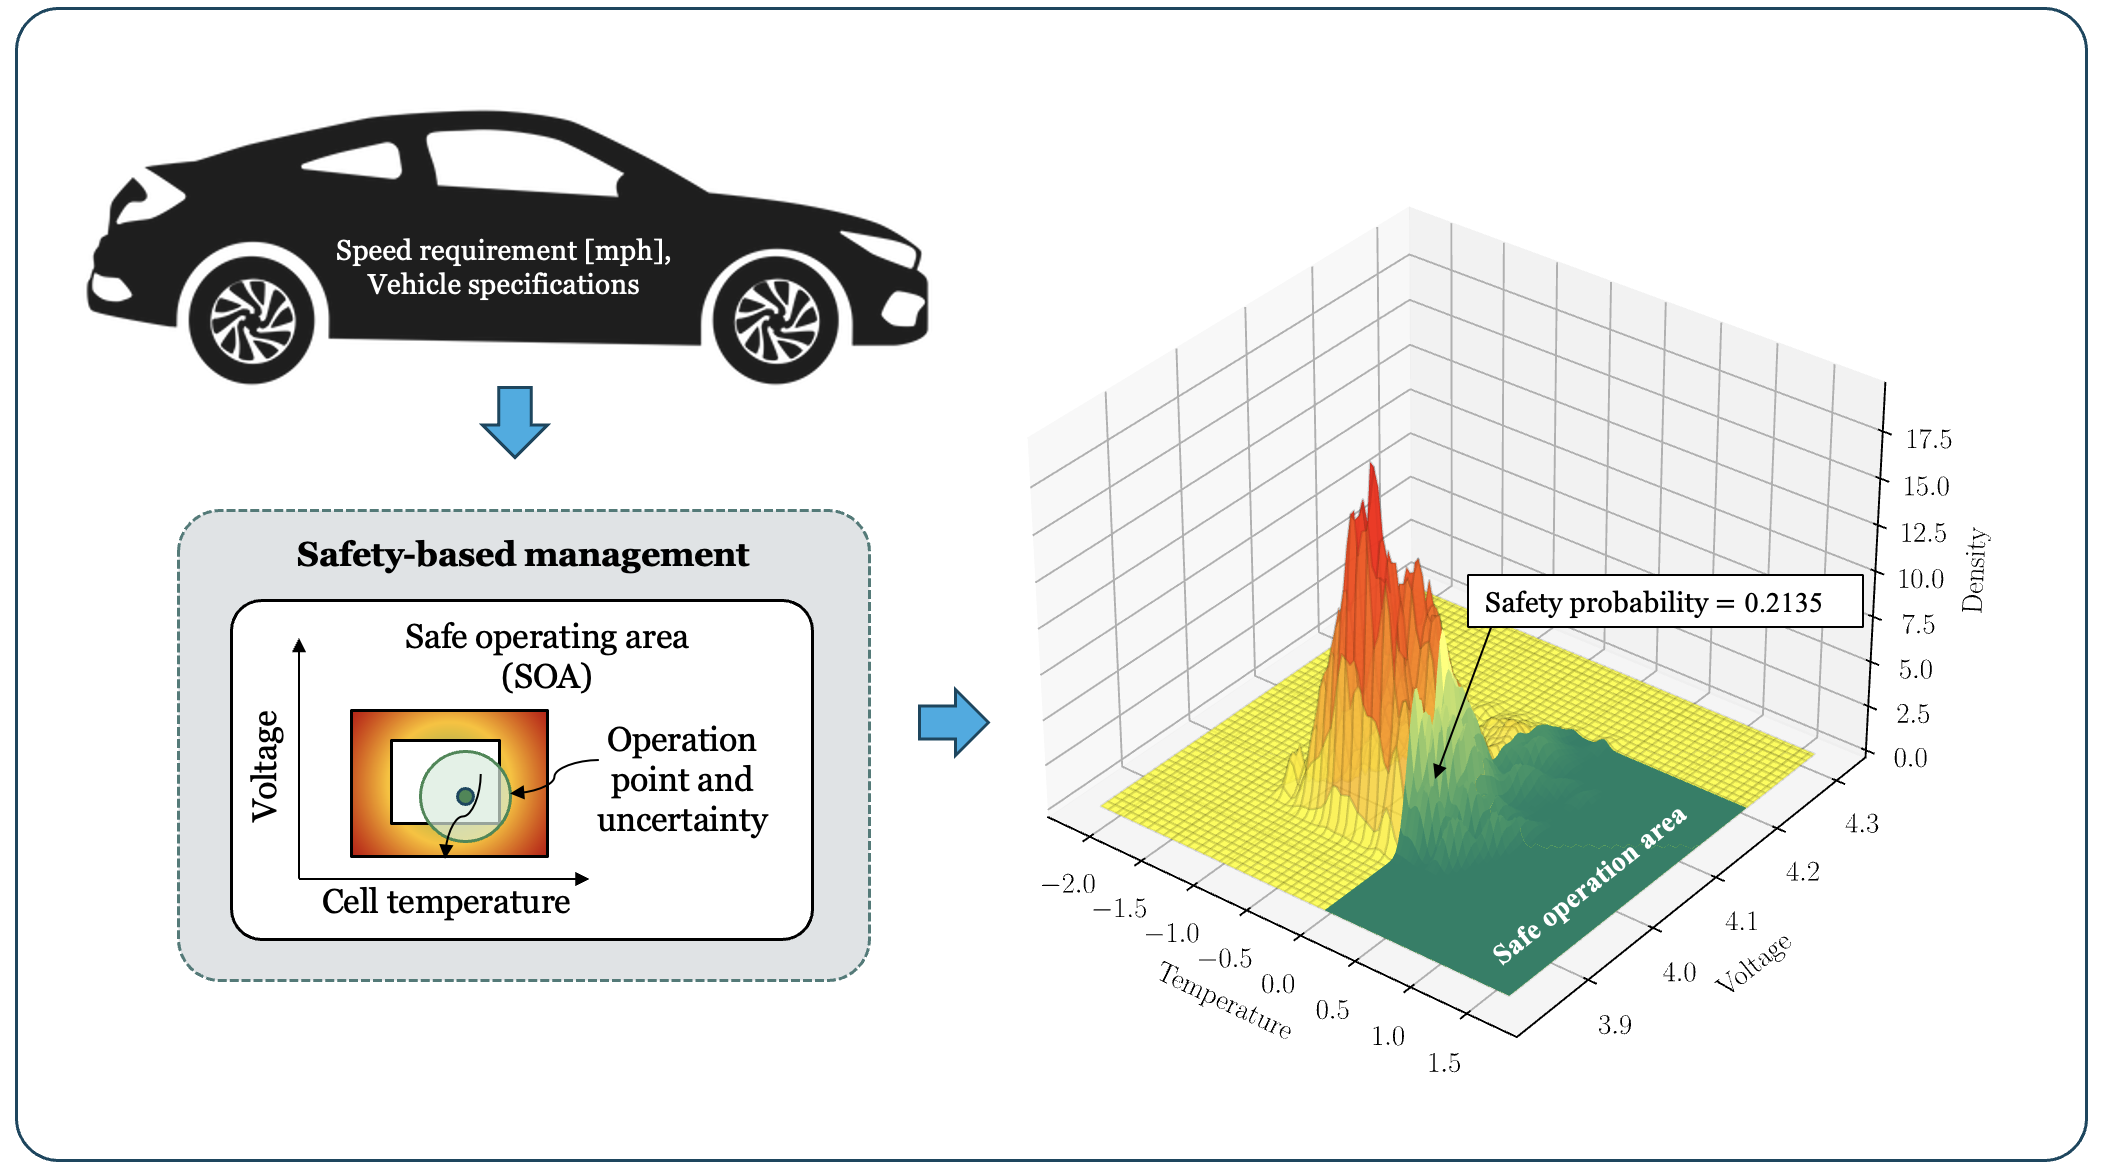 Speed requirement [mph],
Vehicle specifications
Safety-based management
Safe operating area
(SOA)
Voltage
Operation
point and
uncertainty
Cell temperature
Safety probability = 0.2135
Safe operation area
17.5
15.0
12.5
10.0
7.5
5.0
2.5
0.0
Density
−2.0
−1.5
−1.0
−0.5
0.0
0.5
1.0
1.5
Temperature
3.9
4.0
4.1
4.2
4.3
Voltage